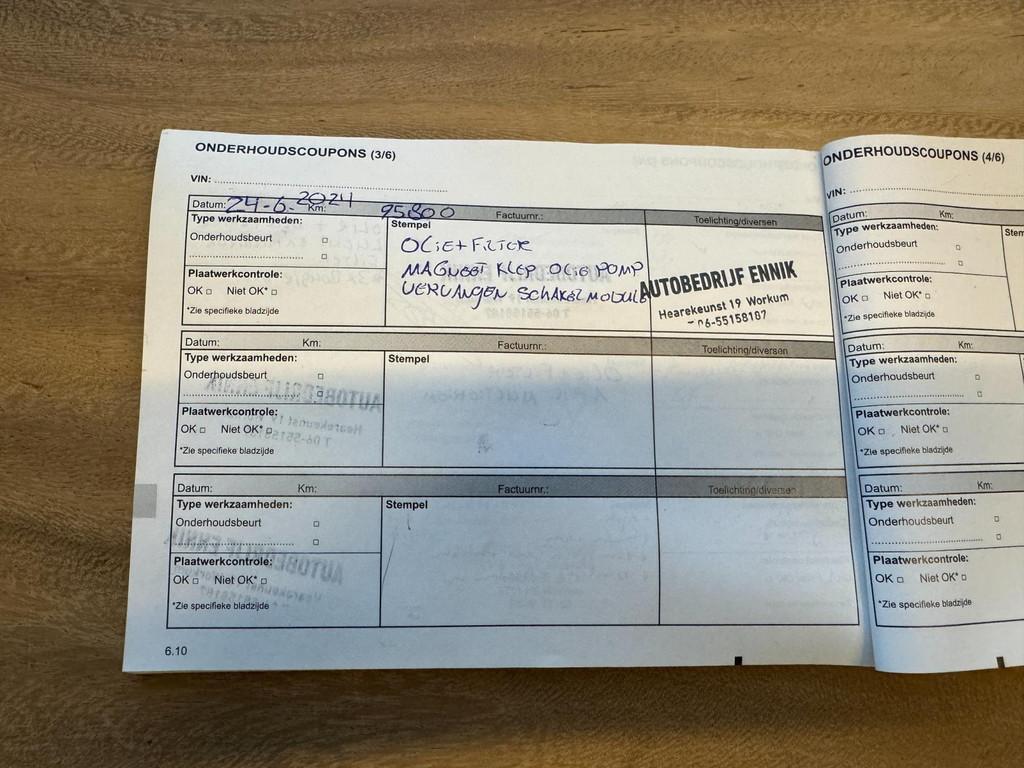 ONDERHOUDSCOUPONS (3/6)
VIN:
Datum: 24-6-2024 Km: 95800 Factuurnr.: Toelichting/diversen
Type werkzaamheden: Stempel
Onderhoudsbeurt
OLiE + FiLTER
MAGNEET KLEP OLiE POMP
VERVANGEN SCHAKEL MODULE
AUTOBEDRIJF ENNIK
Hearekeunst 19 Workum
06-55158187
Plaatwerkcontrole:
OK Niet OK*
*Zie specifieke bladzijde
Datum: Km: Factuurnr.: Toelichting/diversen
Type werkzaamheden: Stempel
Onderhoudsbeurt
Plaatwerkcontrole:
OK Niet OK*
*Zie specifieke bladzijde
Datum: Km: Factuurnr.: Toelichting/diversen
Type werkzaamheden: Stempel
Onderhoudsbeurt
Plaatwerkcontrole:
OK Niet OK*
*Zie specifieke bladzijde
6.10
ONDERHOUDSCOUPONS (4/6)
VIN:
Datum: Km:
Type werkzaamheden: Stem
Onderhoudsbeurt
Plaatwerkcontrole:
OK Niet OK*
*Zie specifieke bladzijde
Datum: Km:
Type werkzaamheden:
Onderhoudsbeurt
Plaatwerkcontrole:
OK Niet OK*
*Zie specifieke bladzijde
Datum: Km:
Type werkzaamheden:
Onderhoudsbeurt
Plaatwerkcontrole:
OK Niet OK*
*Zie specifieke bladzijde